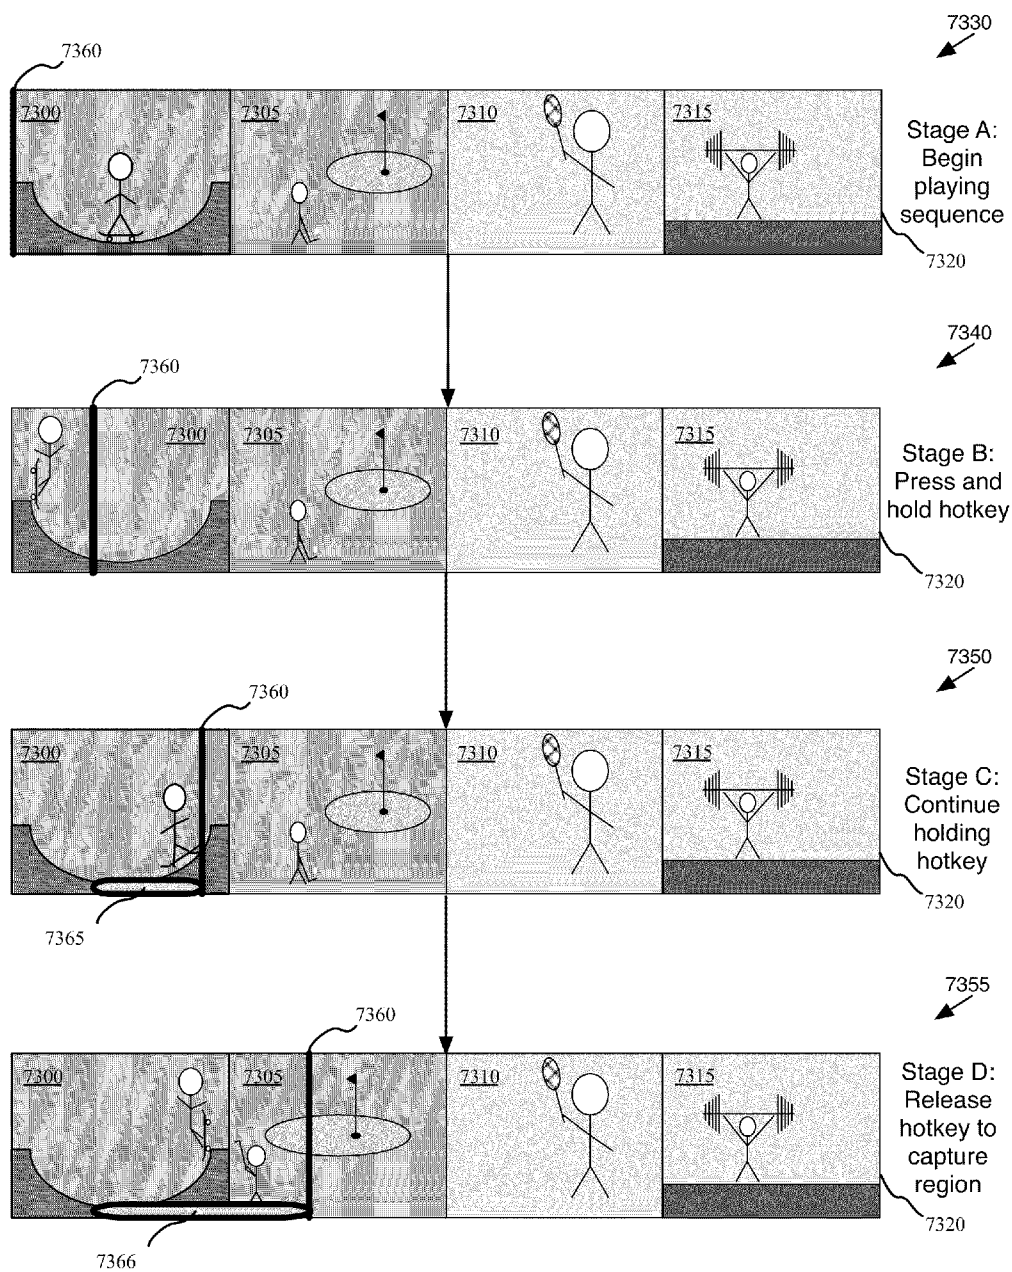 7330
7360
7300 7305 7310 7315
Stage A:
Begin
playing
sequence
7320
7340
7360
7300 7305 7310 7315
Stage B:
Press and
hold hotkey
7320
7350
7360
7300 7305 7310 7315
Stage C:
Continue
holding
hotkey
7320
7365
7355
7360
7300 7305 7310 7315
Stage D:
Release
hotkey to
capture
region
7320
7366